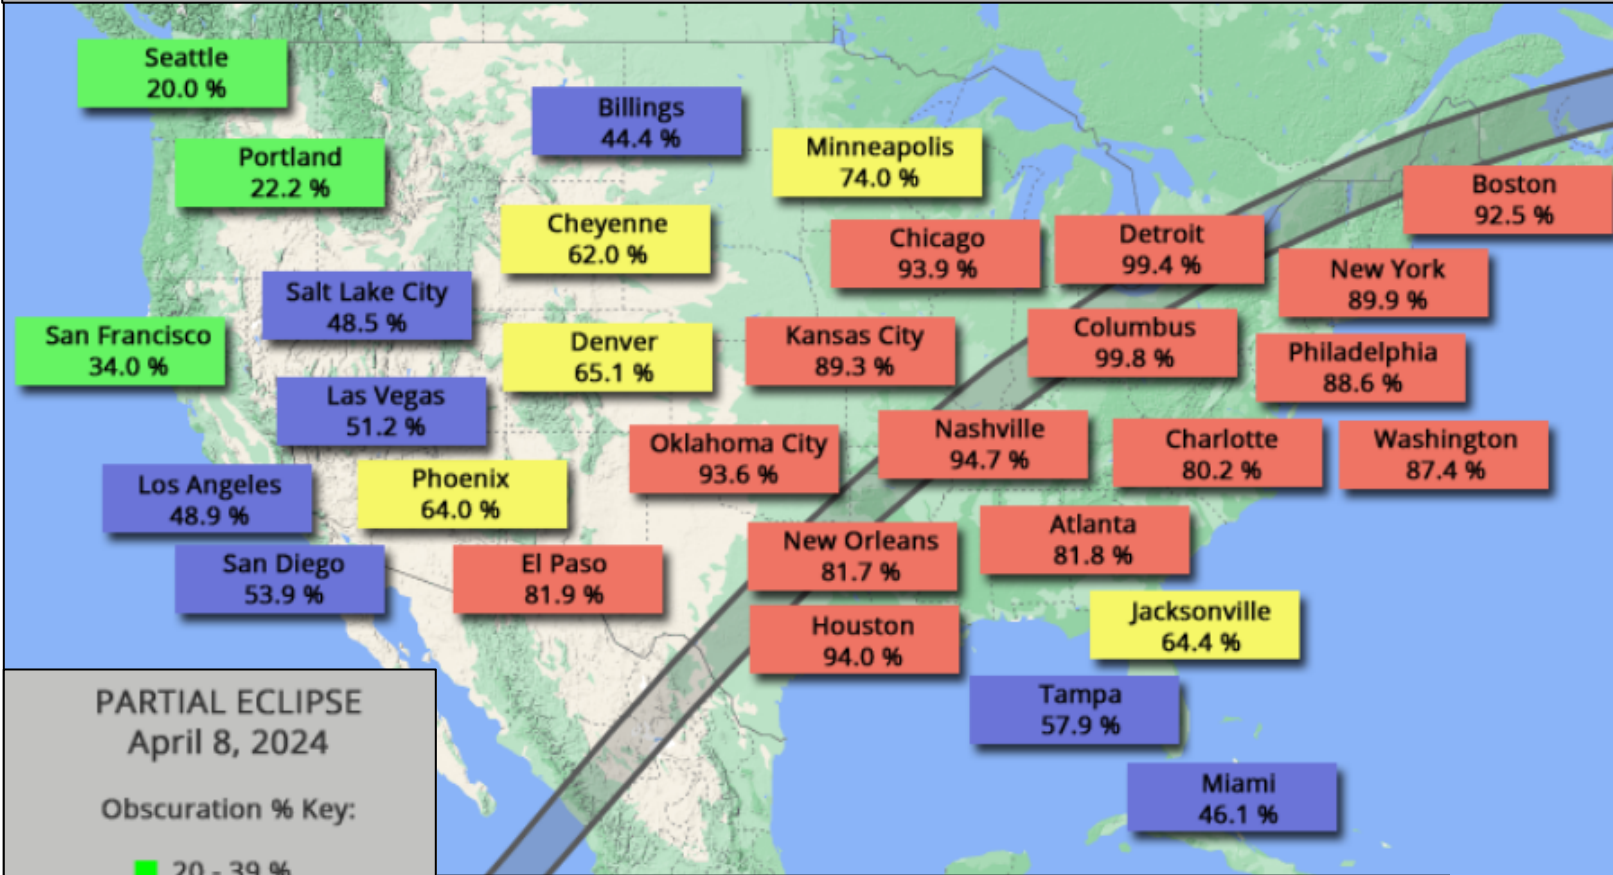 Seattle
20.0 %
Billings
44.4 %
Portland
22.2 %
Minneapolis
74.0 %
Boston
92.5 %
Cheyenne
62.0 %
Chicago
93.9 %
Detroit
99.4 %
New York
89.9 %
Salt Lake City
48.5 %
San Francisco
34.0 %
Denver
65.1 %
Kansas City
89.3 %
Columbus
99.8 %
Philadelphia
88.6 %
Las Vegas
51.2 %
Oklahoma City
93.6 %
Nashville
94.7 %
Charlotte
80.2 %
Washington
87.4 %
Los Angeles
48.9 %
Phoenix
64.0 %
San Diego
53.9 %
El Paso
81.9 %
New Orleans
81.7 %
Atlanta
81.8 %
Houston
94.0 %
Jacksonville
64.4 %
Tampa
57.9 %
Miami
46.1 %
PARTIAL ECLIPSE
April 8, 2024
Obscuration % Key:
20 - 39 %